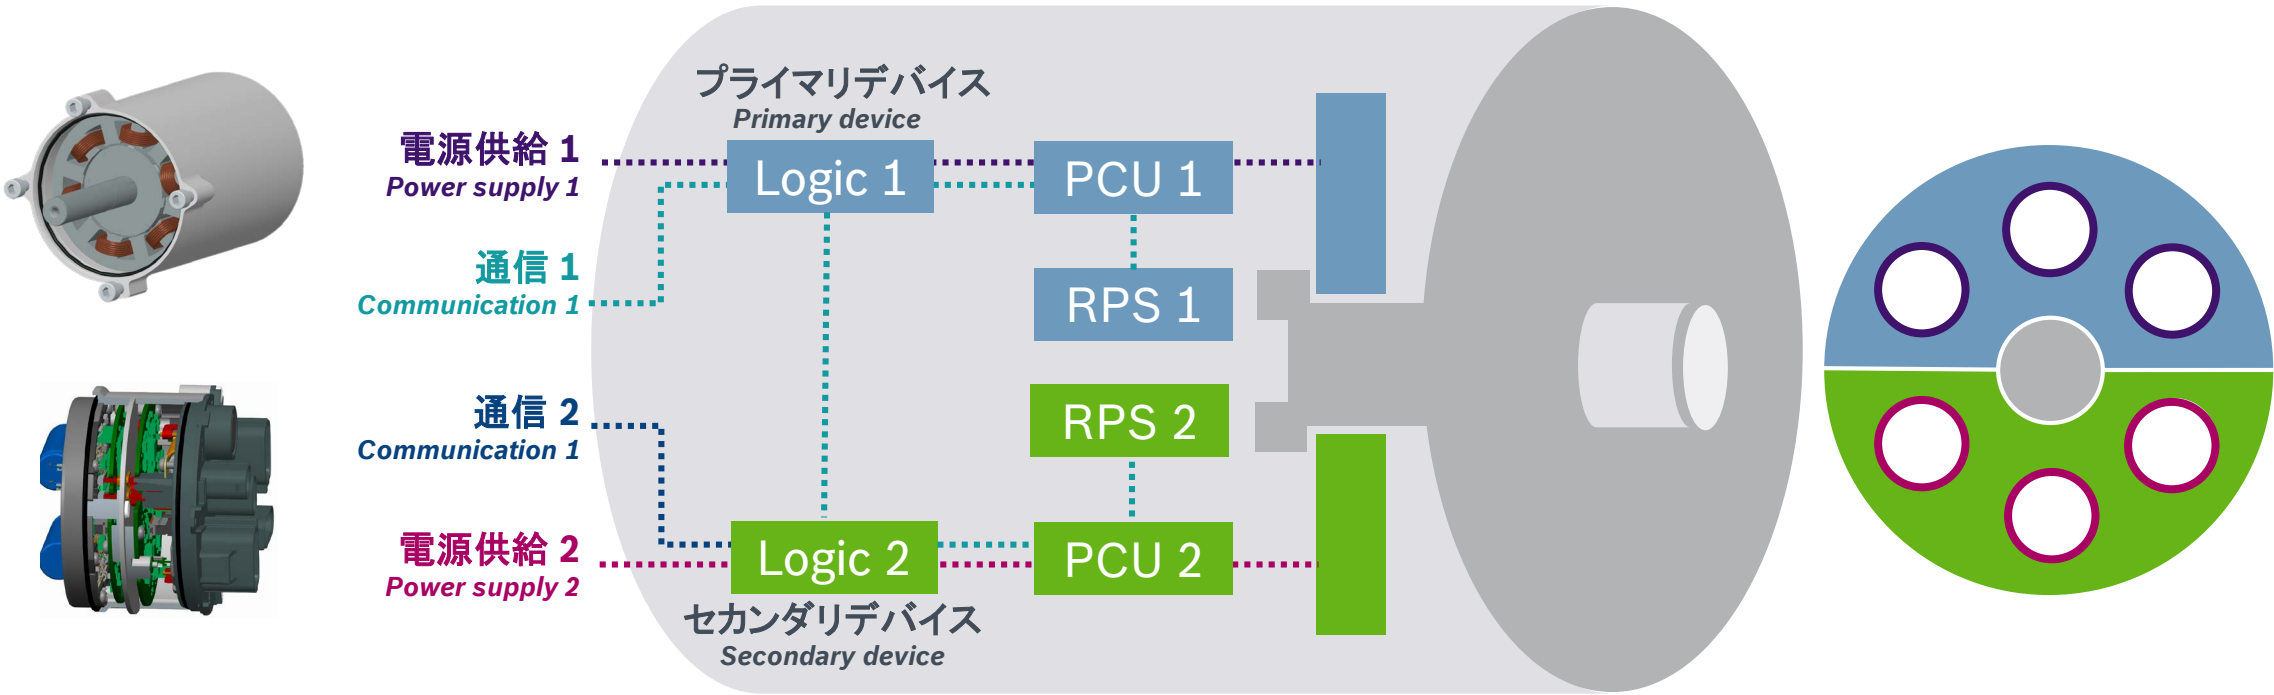 プライマリデバイス
Primary device
電源供給 1
Power supply 1
Logic 1
PCU 1
通信 1
Communication 1
RPS 1
通信 2
Communication 1
RPS 2
電源供給 2
Power supply 2
Logic 2
PCU 2
セカンダリデバイス
Secondary device